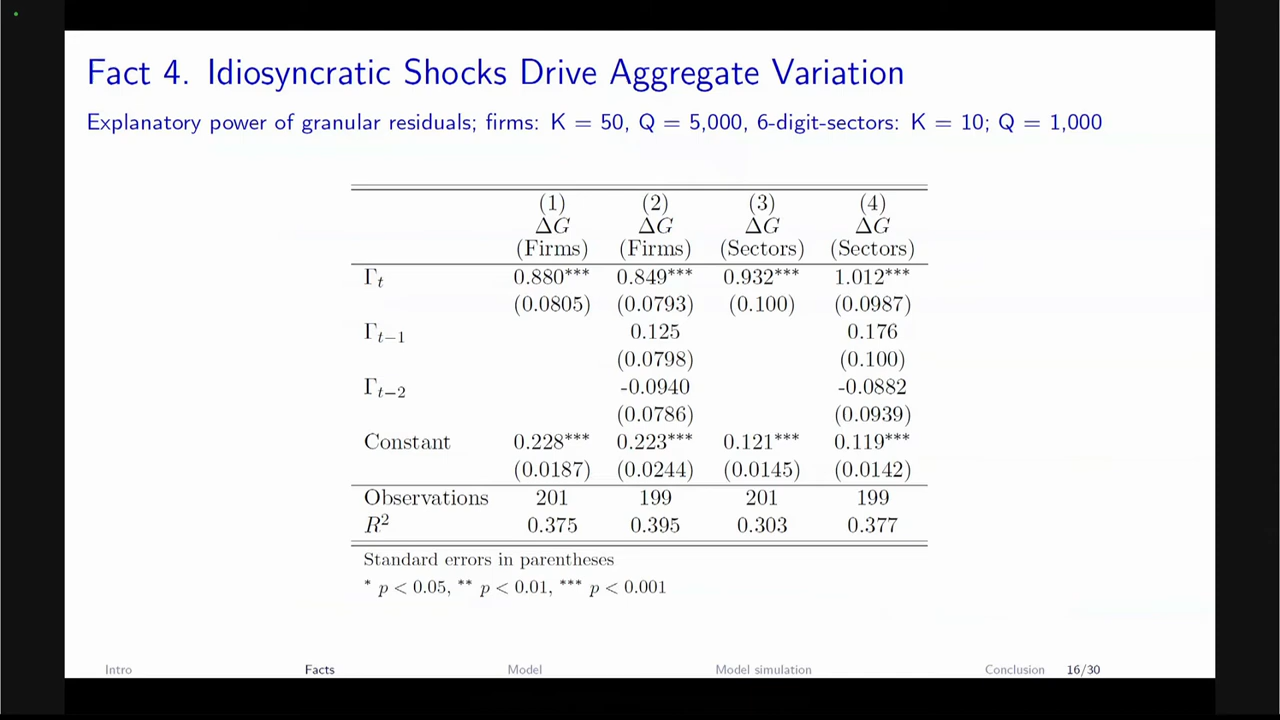 Fact 4. Idiosyncratic Shocks Drive Aggregate Variation
Explanatory power of granular residuals; firms: K = 50, Q = 5,000, 6-digit-sectors: K = 10; Q = 1,000
(1) (2) (3) (4)
ΔG ΔG ΔG ΔG
(Firms) (Firms) (Sectors) (Sectors)
Γt 0.880*** 0.849*** 0.932*** 1.012***
(0.0805) (0.0793) (0.100) (0.0987)
Γt−1 0.125 0.176
(0.0798) (0.100)
Γt−2 -0.0940 -0.0882
(0.0786) (0.0939)
Constant 0.228*** 0.223*** 0.121*** 0.119***
(0.0187) (0.0244) (0.0145) (0.0142)
Observations 201 199 201 199
R² 0.375 0.395 0.303 0.377
Standard errors in parentheses
* p < 0.05, ** p < 0.01, *** p < 0.001
Intro Facts Model Model simulation Conclusion 16/30